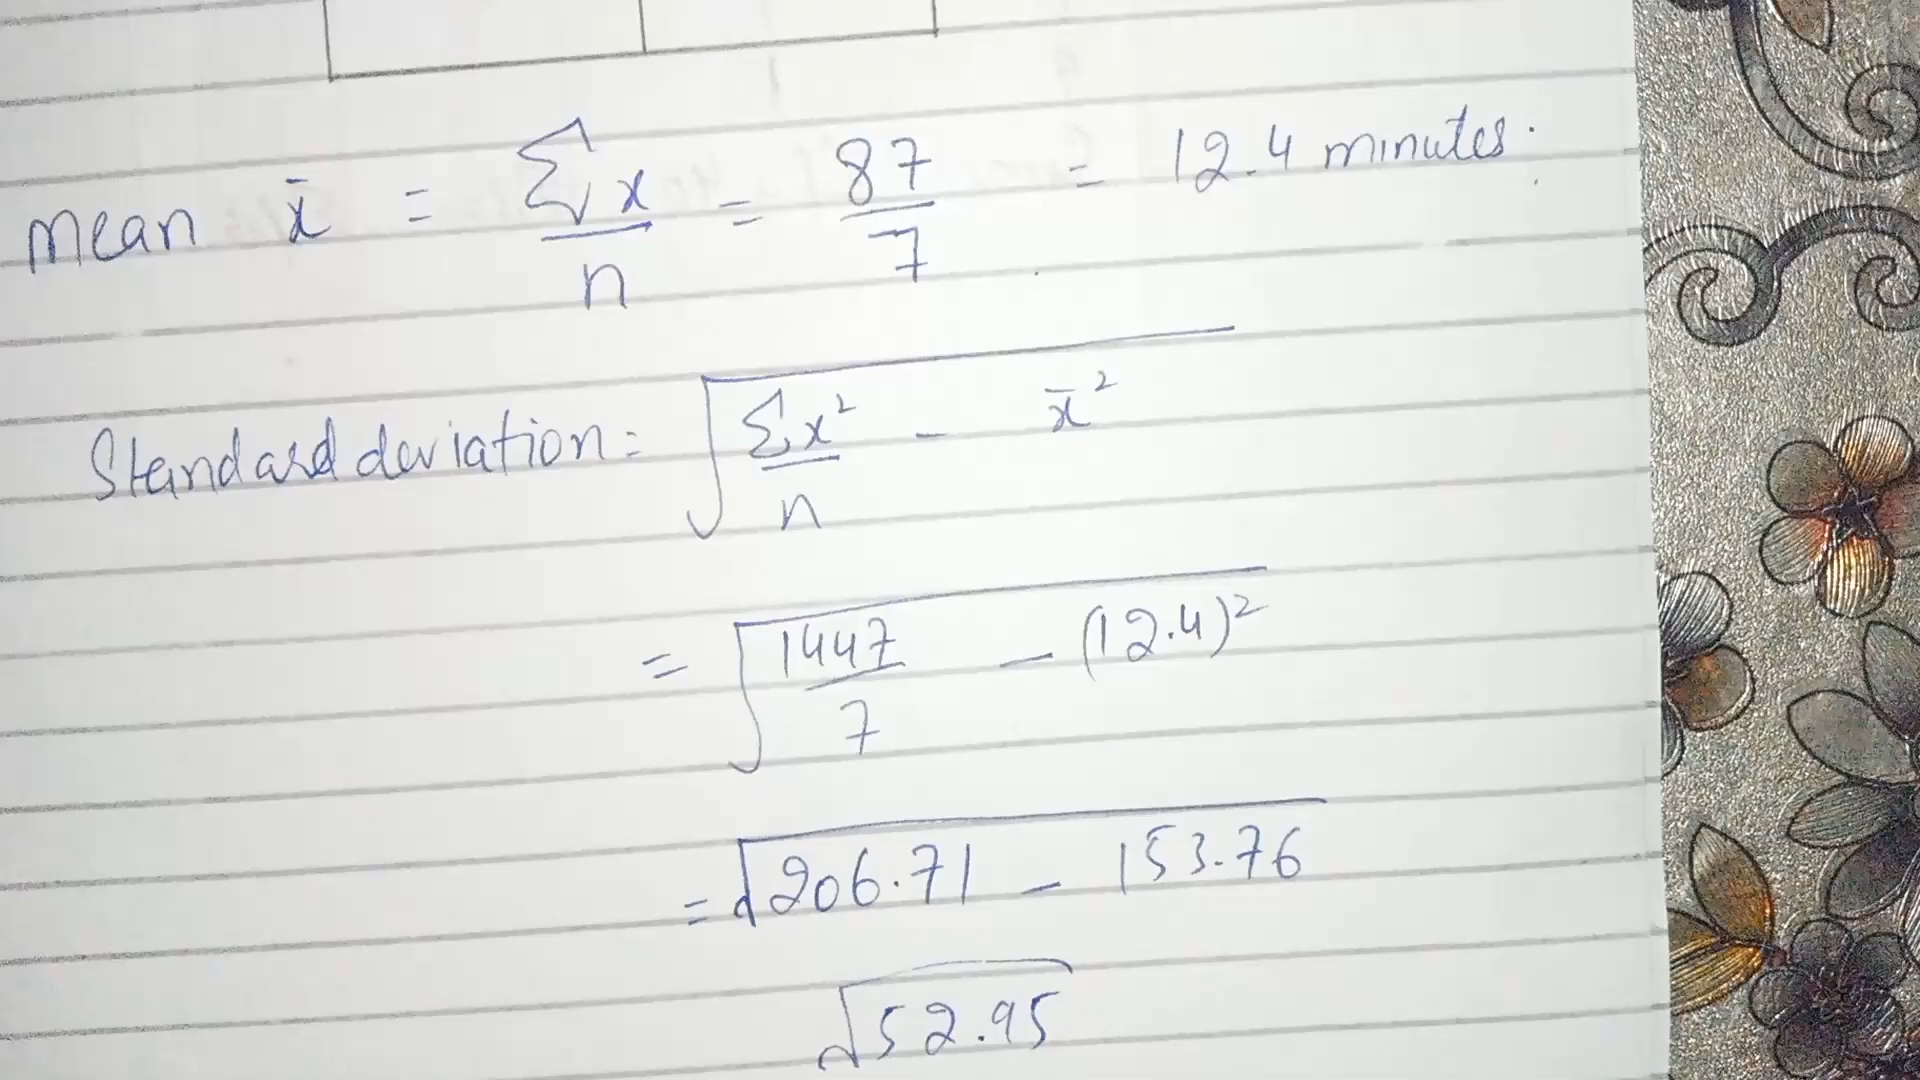 mean x̄ = Σx/n = 87/7 = 12.4 minutes.
Standard deviation = √(Σx²/n - x̄²)
= √(1447/7 - (12.4)²)
= √(206.71 - 153.76)
√52.95